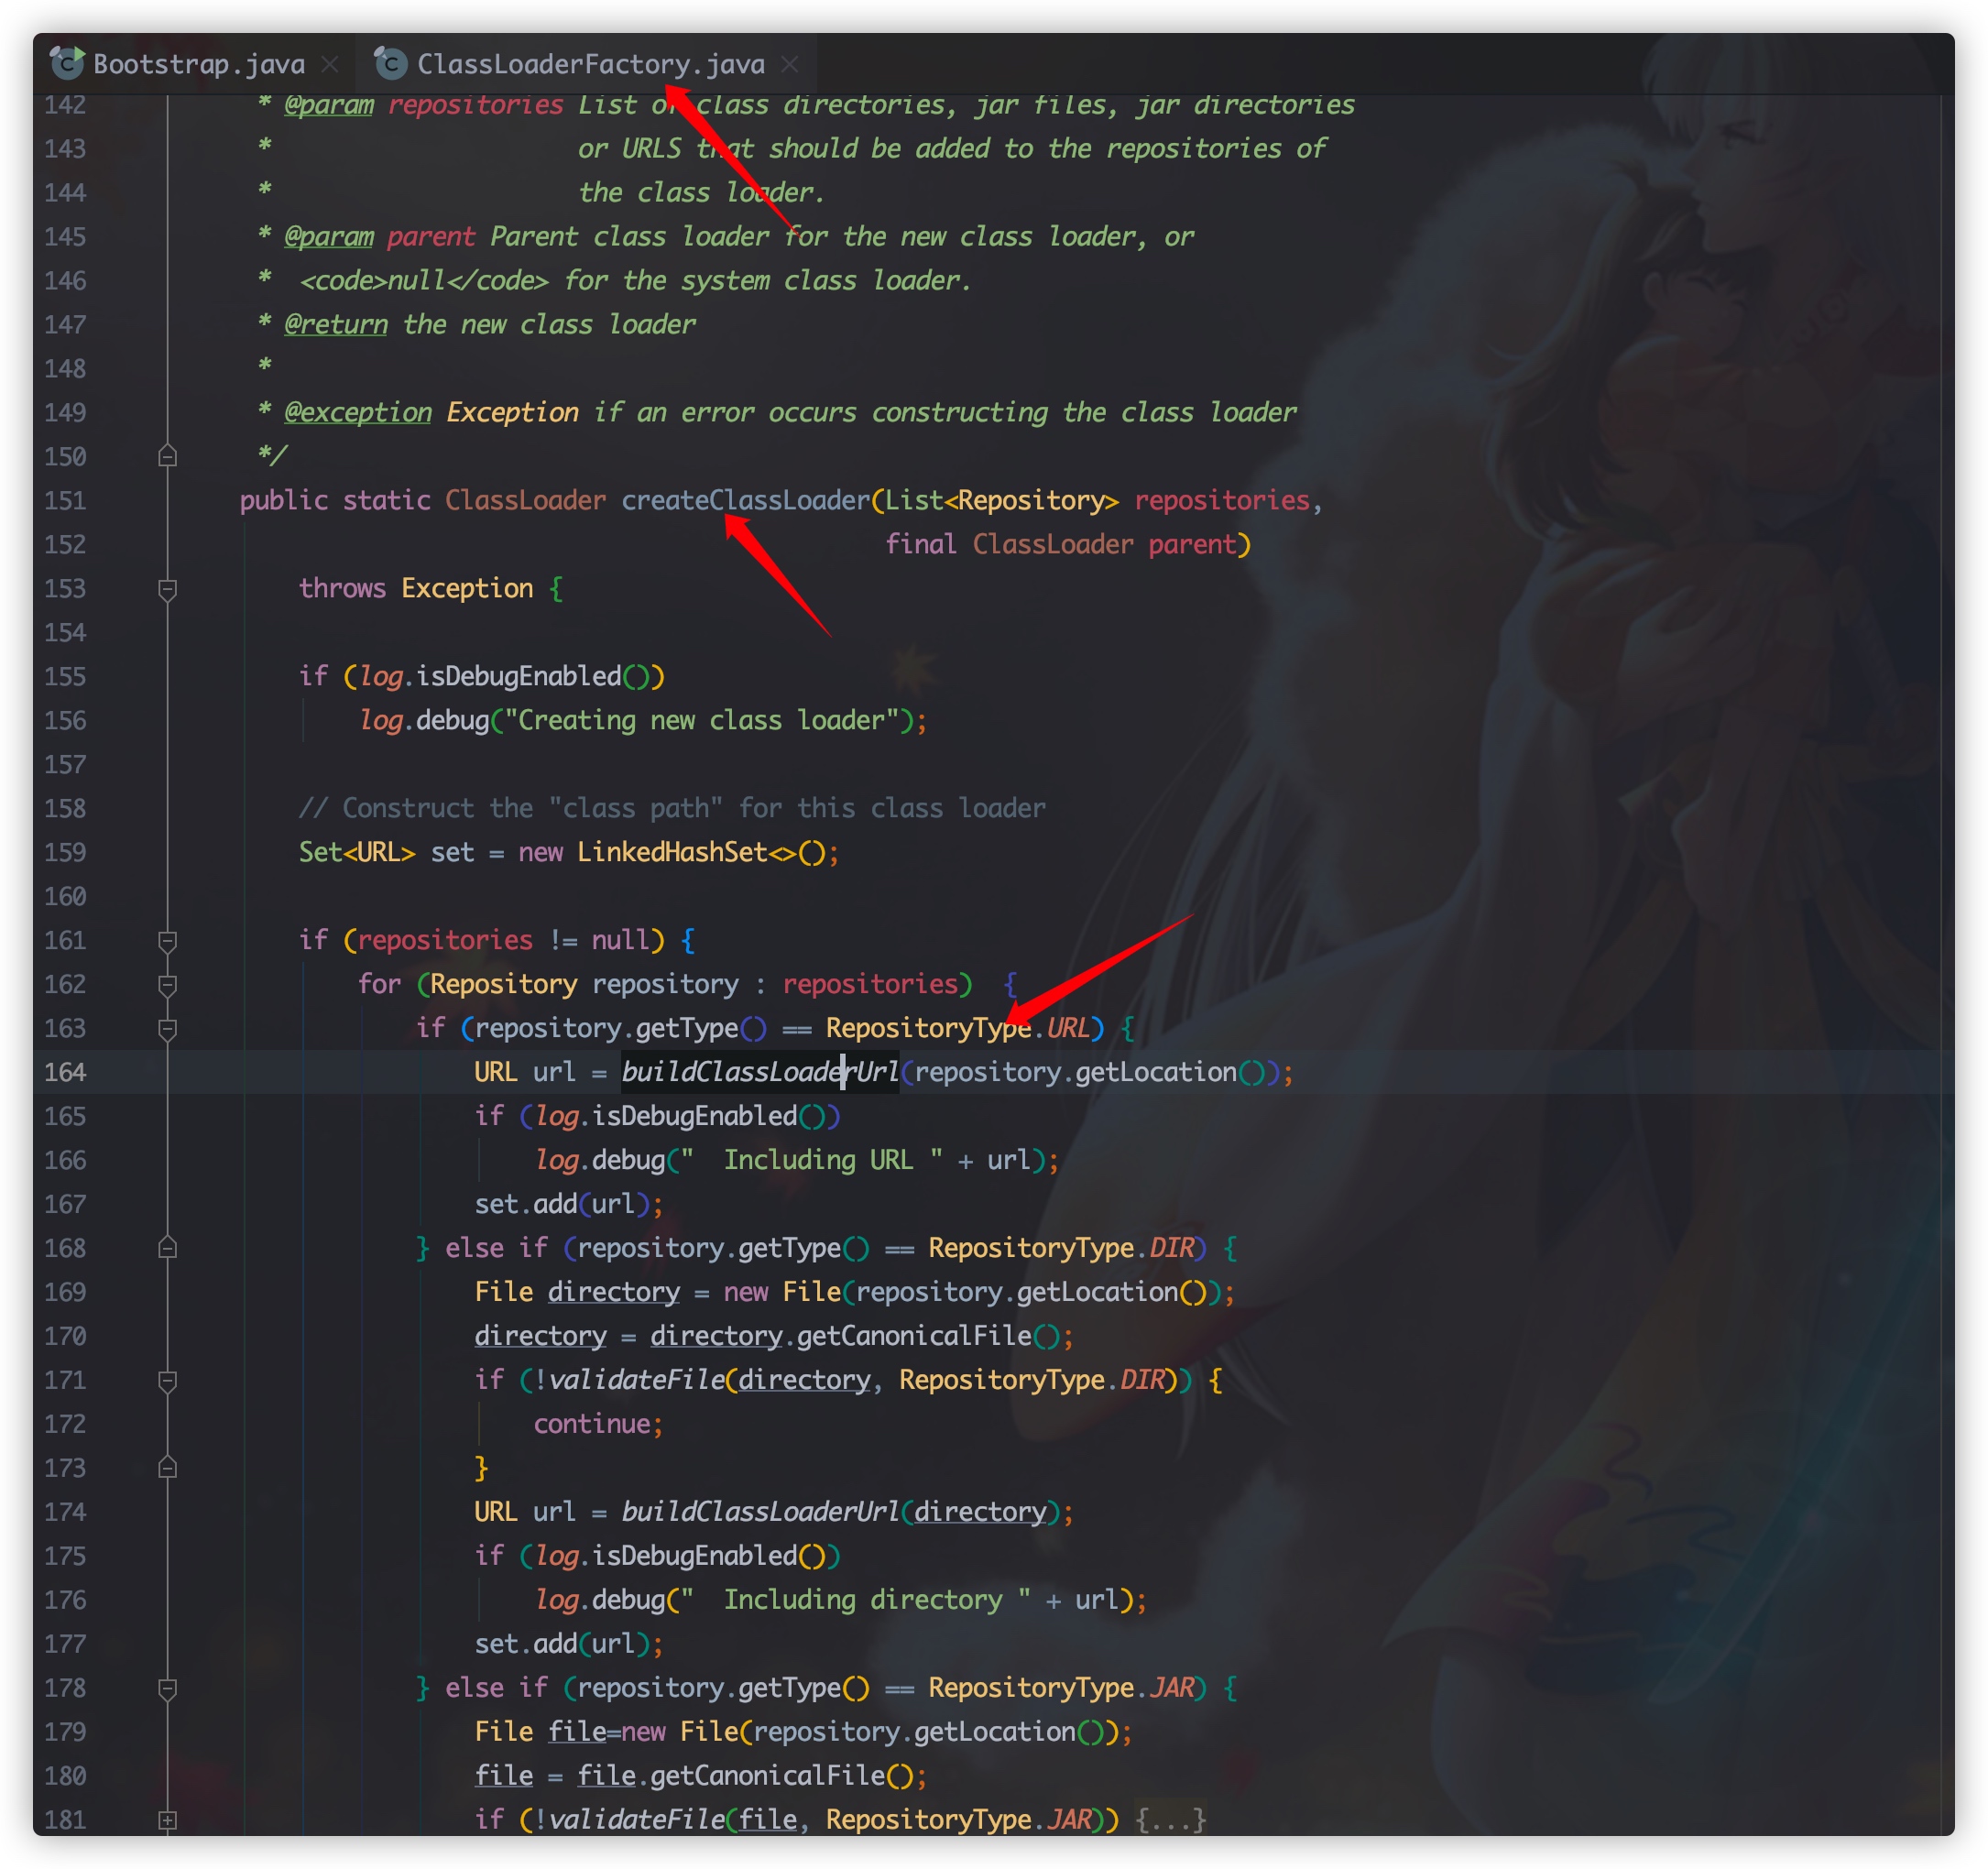 Bootstrap.java × ClassLoaderFactory.java ×
142 * @param repositories List of class directories, jar files, jar directories
143 * or URLS that should be added to the repositories of
144 * the class loader.
145 * @param parent Parent class loader for the new class loader, or
146 * <code>null</code> for the system class loader.
147 * @return the new class loader
148 *
149 * @exception Exception if an error occurs constructing the class loader
150 */
151 public static ClassLoader createClassLoader(List<Repository> repositories,
152 final ClassLoader parent)
153 throws Exception {
154
155 if (log.isDebugEnabled())
156 log.debug("Creating new class loader");
157
158 // Construct the "class path" for this class loader
159 Set<URL> set = new LinkedHashSet<>();
160
161 if (repositories != null) {
162 for (Repository repository : repositories)  {
163 if (repository.getType() == RepositoryType.URL) {
164 URL url = buildClassLoaderUrl(repository.getLocation());
165 if (log.isDebugEnabled())
166 log.debug("  Including URL " + url);
167 set.add(url);
168 } else if (repository.getType() == RepositoryType.DIR) {
169 File directory = new File(repository.getLocation());
170 directory = directory.getCanonicalFile();
171 if (!validateFile(directory, RepositoryType.DIR)) {
172 continue;
173 }
174 URL url = buildClassLoaderUrl(directory);
175 if (log.isDebugEnabled())
176 log.debug("  Including directory " + url);
177 set.add(url);
178 } else if (repository.getType() == RepositoryType.JAR) {
179 File file=new File(repository.getLocation());
180 file = file.getCanonicalFile();
181 if (!validateFile(file, RepositoryType.JAR)) {...}